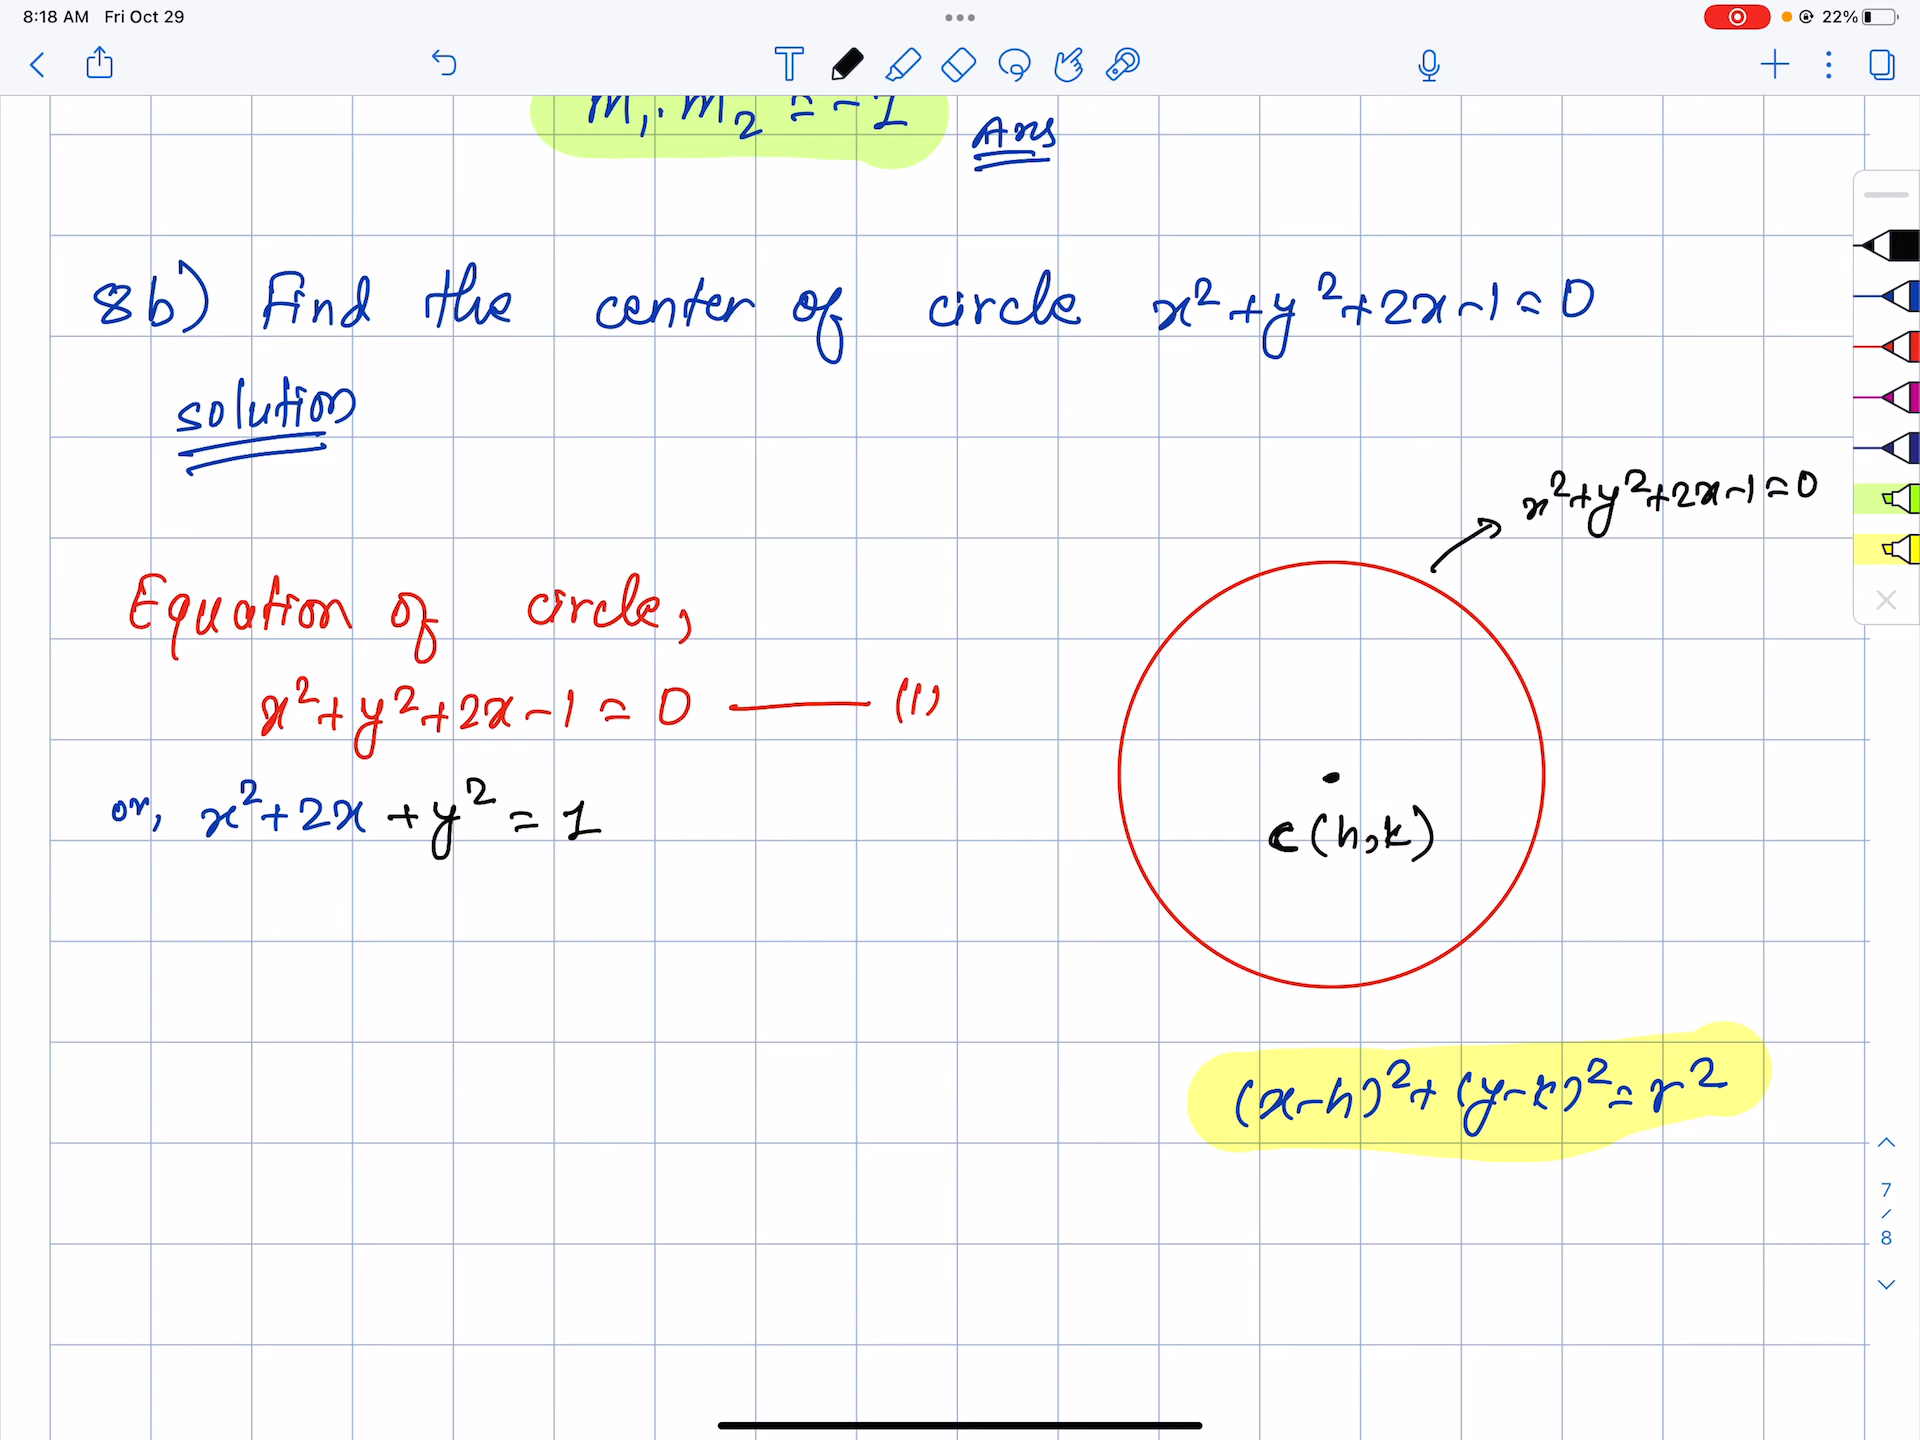 8:18 AM Fri Oct 29
22%
m₁.m₂ = -1
Ans
8b) Find the center of circle x²+y²+2x-1=0
solution
x²+y²+2x-1=0
Equation of circle,
x²+y²+2x-1=0 —— (1)
or, x²+2x+y²=1
C(h,k)
(x-h)²+(y-k)²=r²
7
/
8